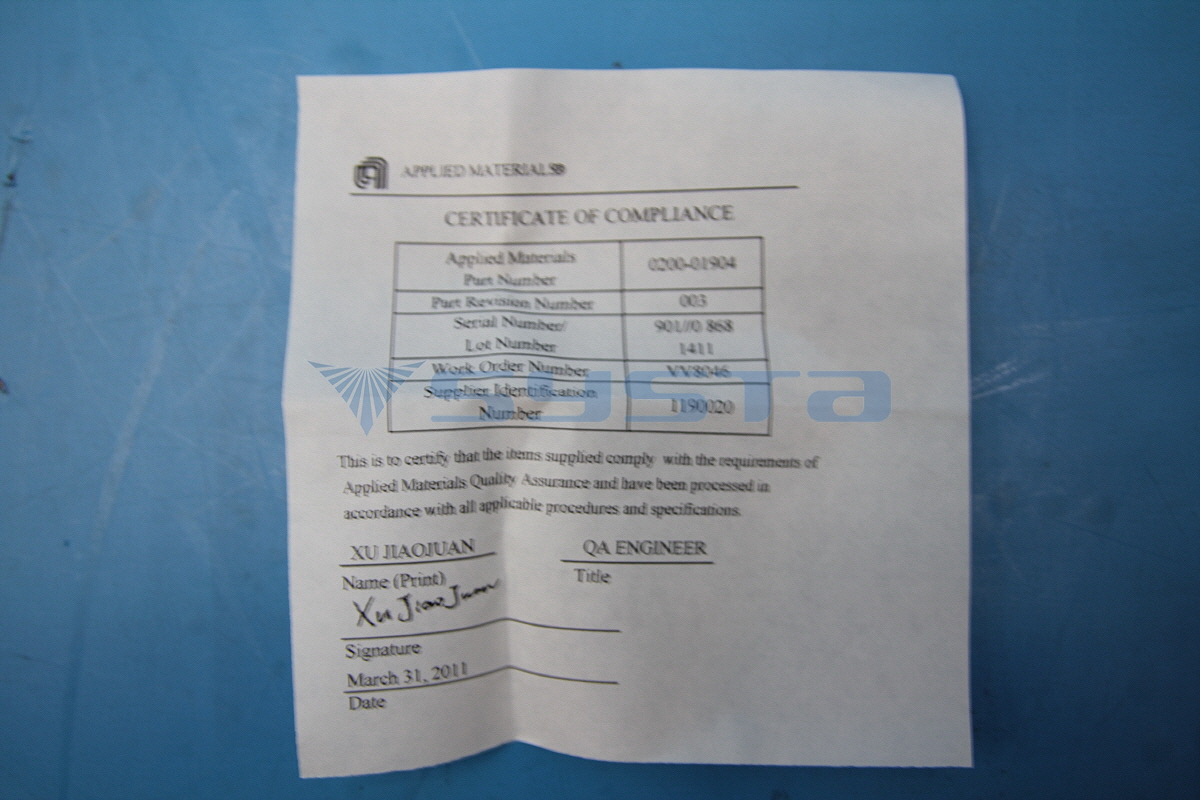 APPLIED MATERIALS®
CERTIFICATE OF COMPLIANCE
Applied Materials
Part Number
0200-01904
Part Revision Number
003
Serial Number/
Lot Number
901//0 868
1411
Work Order Number
VV8046
Supplier Identification
Number
1190020
systa
This is to certify that the items supplied comply with the requirements of
Applied Materials Quality Assurance and have been processed in
accordance with all applicable procedures and specifications.
XU JIAOJUAN
QA ENGINEER
Name (Print)
Title
Xu Jiao Juan
Signature
March 31, 2011
Date